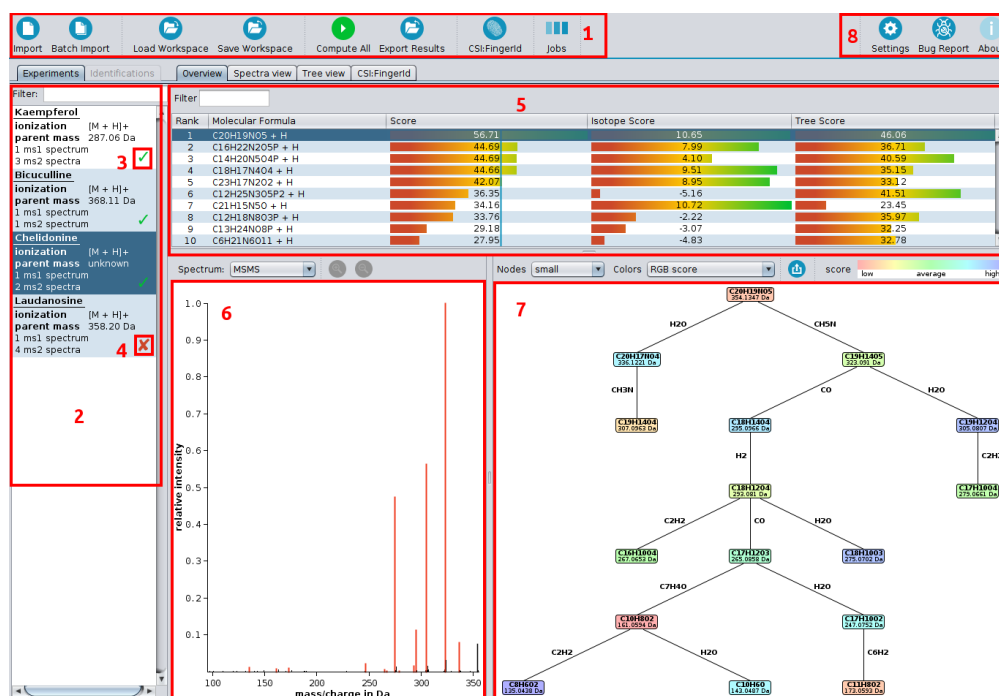 1
8
Import Batch Import Load Workspace Save Workspace Compute All Export Results CSI:FingerId Jobs Settings Bug Report Abou
Experiments Identifications Overview Spectra view Tree view CSI:FingerId
Filter:
Kaempferol
ionization [M + H]+
parent mass 287.06 Da
1 ms1 spectrum
3 ms2 spectra
3
Bicuculline
ionization [M + H]+
parent mass 368.11 Da
1 ms1 spectrum
1 ms2 spectra
Chelidonine
ionization [M + H]+
parent mass unknown
1 ms1 spectrum
2 ms2 spectra
Laudanosine
ionization [M + H]+
parent mass 358.20 Da
1 ms1 spectrum
4 ms2 spectra
4
2
Filter
5
Rank Molecular Formula Score Isotope Score Tree Score
1 C20H19NO5 + H 56.71 10.65 46.06
2 C16H22N2O5P + H 44.69 7.99 36.71
3 C14H20N5O4P + H 44.69 4.10 40.59
4 C18H17N4O4 + H 44.66 9.51 35.15
5 C23H17N2O2 + H 42.07 8.95 33.12
6 C12H25N3O5P2 + H 36.35 -5.16 41.51
7 C21H15N5O + H 34.16 10.72 23.45
8 C12H18N8O3P + H 33.76 -2.22 35.97
9 C13H24NO8P + H 29.18 -3.07 32.25
10 C6H21N6O11 + H 27.95 -4.83 32.78
Spectrum: MSMS
Nodes small Colors RGB score score low average high
6
1.0
0.9
0.8
0.7
0.6
0.5
0.4
0.3
0.2
0.1
relative intensity
100 150 200 250 300 350
mass/charge in Da
7
C20H19NO5
354.1347 Da
H2O CH5N
C20H17NO4 C19H14O5
336.1221 Da 323.091 Da
CH3N CO H2O
C19H14O4 C18H14O4 C19H12O4
307.0963 Da 295.0966 Da 305.0807 Da
H2 C2H2
C18H12O4 C17H10O4
293.081 Da 279.0661 Da
C2H2 CO H2O
C16H10O4 C17H12O3 C18H10O3
267.0653 Da 265.0858 Da 275.0702 Da
C7H4O H2O
C10H8O2 C17H10O2
161.0594 Da 247.0752 Da
C2H2 H2O C6H2
C8H6O2 C10H6O C11H8O2
135.0438 Da 143.0487 Da 173.0593 Da